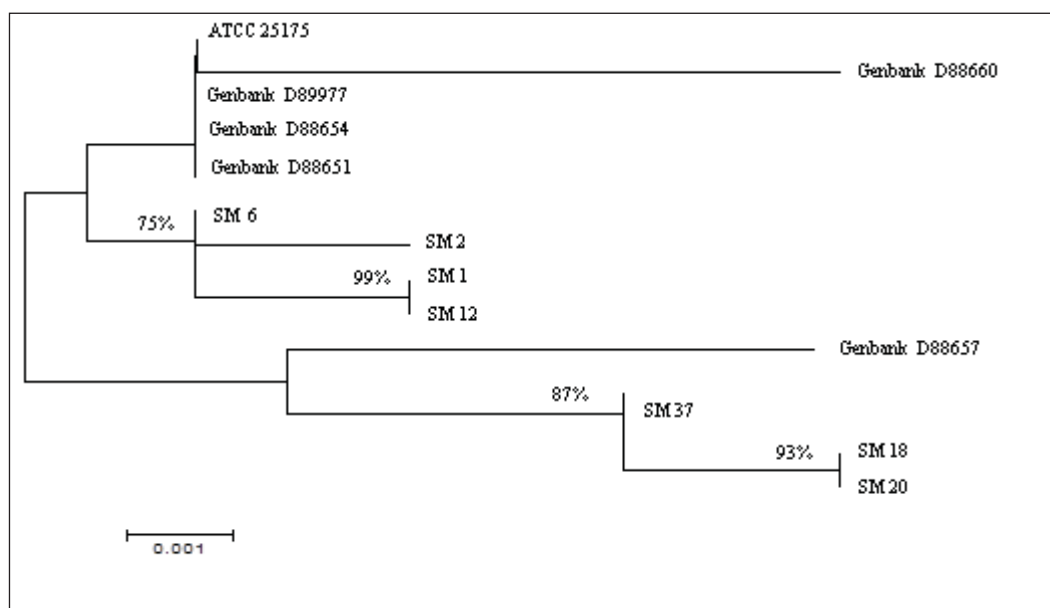 ATCC 25175
Genbank D88660
Genbank D89977
Genbank D88654
Genbank D88651
75%
SM 6
SM 2
99%
SM 1
SM 12
Genbank D88657
87%
SM 37
93%
SM 18
SM 20
0.001